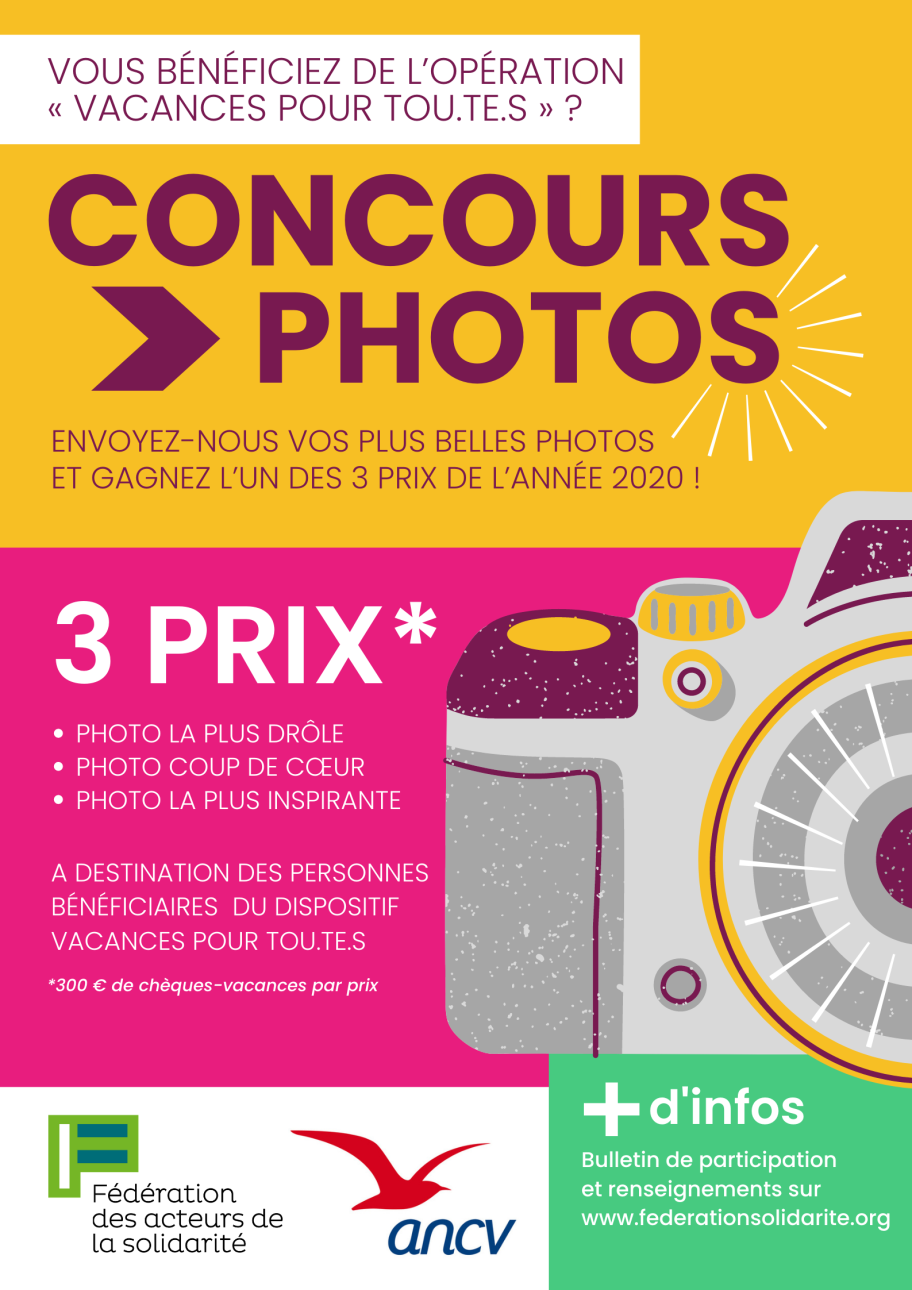 VOUS BÉNÉFICIEZ DE L’OPÉRATION
« VACANCES POUR TOU.TE.S » ?
CONCOURS
PHOTOS
ENVOYEZ-NOUS VOS PLUS BELLES PHOTOS
ET GAGNEZ L’UN DES 3 PRIX DE L’ANNÉE 2020 !
3 PRIX*
• PHOTO LA PLUS DRÔLE
• PHOTO COUP DE CŒUR
• PHOTO LA PLUS INSPIRANTE
A DESTINATION DES PERSONNES
BÉNÉFICIAIRES DU DISPOSITIF
VACANCES POUR TOU.TE.S
*300 € de chèques-vacances par prix
Fédération
des acteurs de
la solidarité
ancv
+ d'infos
Bulletin de participation
et renseignements sur
www.federationsolidarite.org